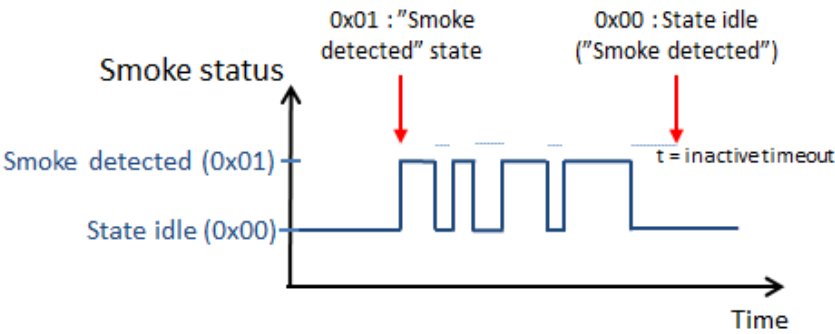 0x01 : ”Smoke
detected” state
0x00 : State idle
(”Smoke detected”)
Smoke status
Smoke detected (0x01)
t = inactive timeout
State idle (0x00)
Time